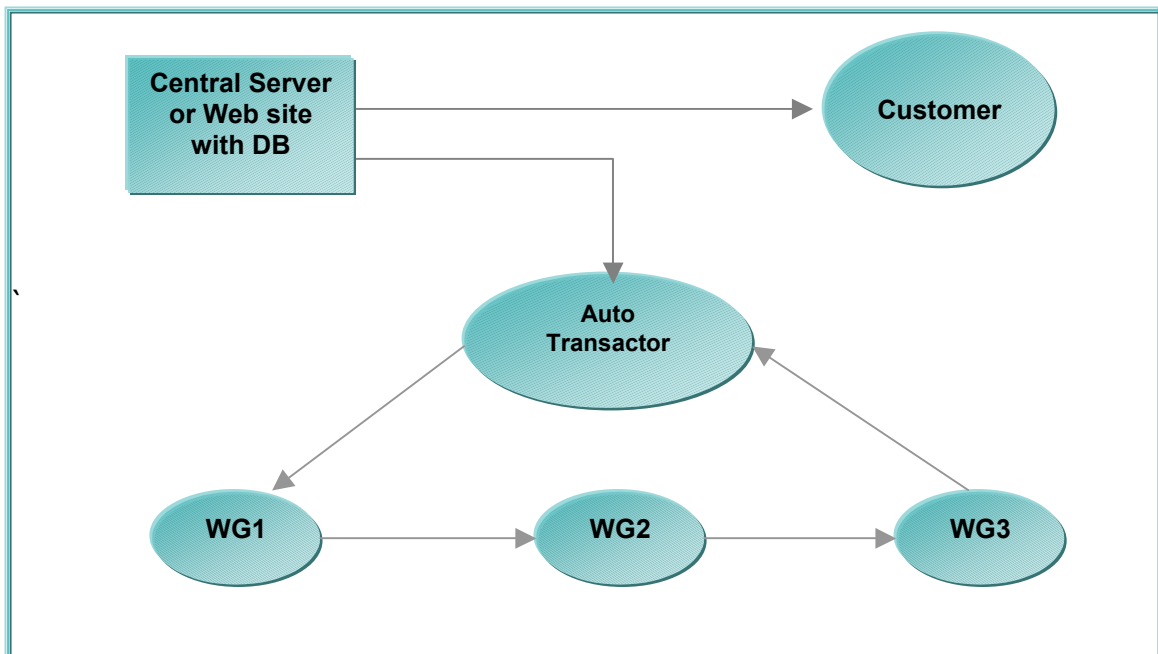 Central Server
or Web site
with DB
Customer
`
Auto
Transactor
WG1
WG2
WG3